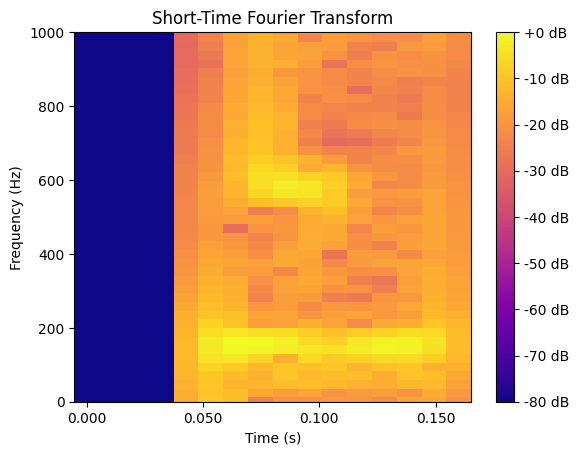 Short-Time Fourier Transform
1000
800
600
400
200
0
Frequency (Hz)
0.000
0.050
0.100
0.150
Time (s)
+0 dB
-10 dB
-20 dB
-30 dB
-40 dB
-50 dB
-60 dB
-70 dB
-80 dB